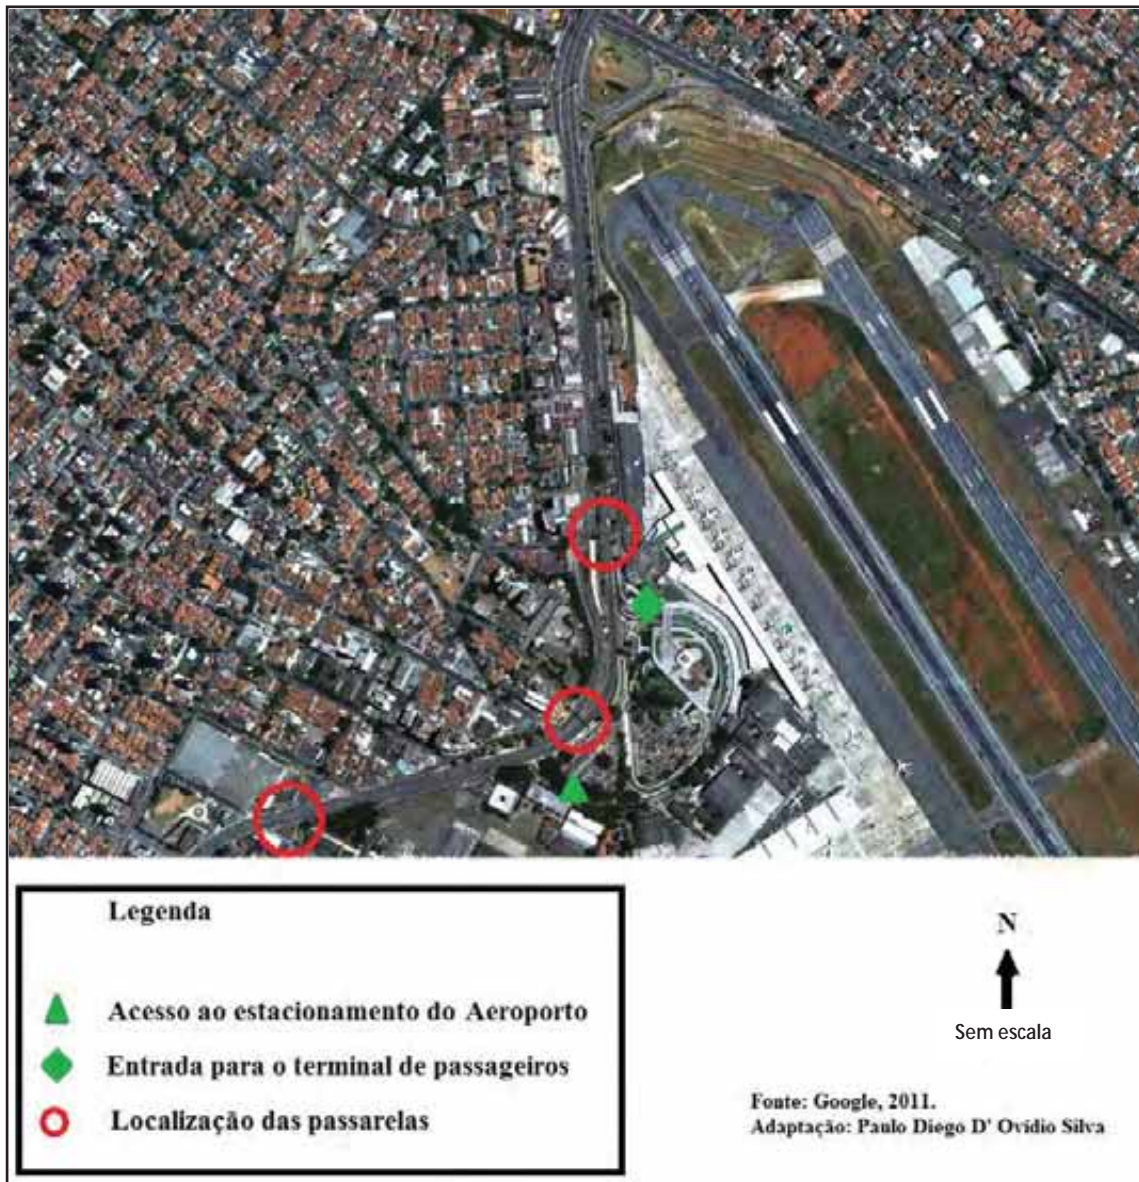 Legenda
Acesso ao estacionamento do Aeroporto
Entrada para o terminal de passageiros
Localização das passarelas
N
Sem escala
Fonte: Google, 2011.
Adaptação: Paulo Diego D' Ovídio Silva